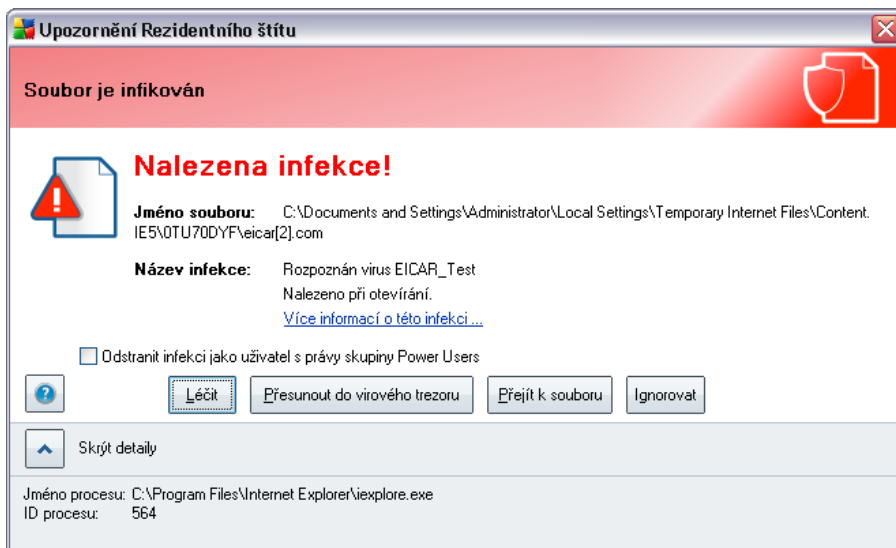 Upozornění Rezidentního štítu
Soubor je infikován
Nalezena infekce!
Jméno souboru: C:\Documents and Settings\Administrator\Local Settings\Temporary Internet Files\Content.
IE5\0TU70DYF\eicar[2].com
Název infekce: Rozpoznán virus EICAR_Test
Nalezeno při otevírání.
Více informací o této infekci ...
Odstranit infekci jako uživatel s právy skupiny Power Users
? Léčit Přesunout do virového trezoru Přejít k souboru Ignorovat
Skrýt detaily
Jméno procesu: C:\Program Files\Internet Explorer\iexplore.exe
ID procesu: 564